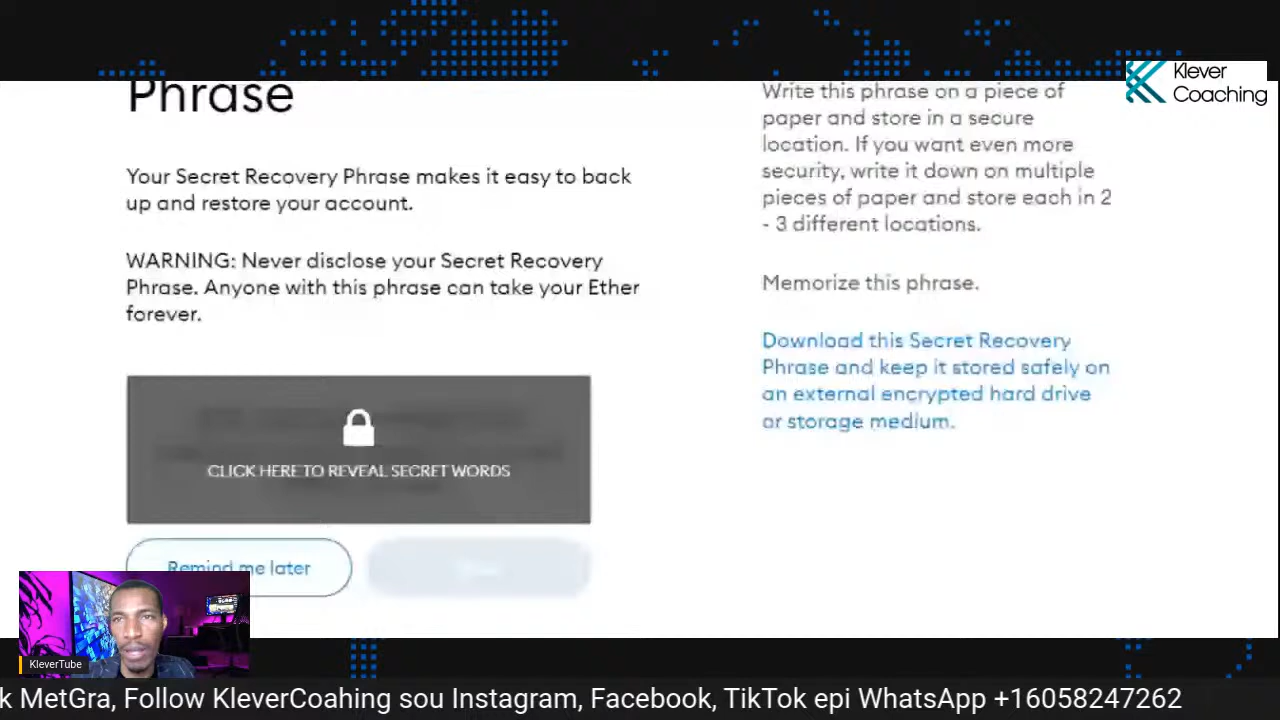 Klever
Coaching
Phrase
Your Secret Recovery Phrase makes it easy to back
up and restore your account.
WARNING: Never disclose your Secret Recovery
Phrase. Anyone with this phrase can take your Ether
forever.
CLICK HERE TO REVEAL SECRET WORDS
Remind me later
Write this phrase on a piece of
paper and store in a secure
location. If you want even more
security, write it down on multiple
pieces of paper and store each in 2
- 3 different locations.
Memorize this phrase.
Download this Secret Recovery
Phrase and keep it stored safely on
an external encrypted hard drive
or storage medium.
KleverTube
k MetGra, Follow KleverCoahing sou Instagram, Facebook, TikTok epi WhatsApp +16058247262